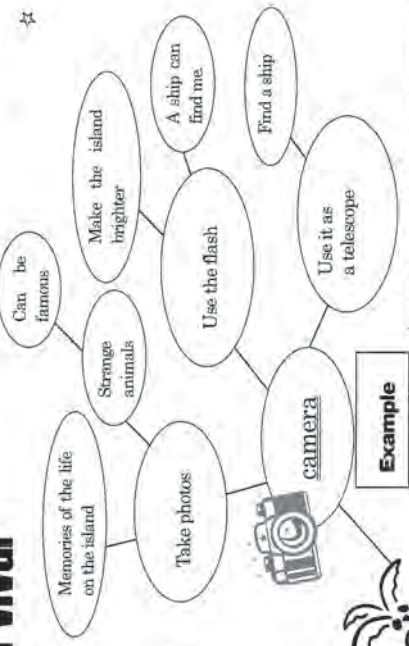 Can be
famous
Memories of the life
on the island
Strange
animals
Make the island
brighter
A ship can
find me.
Take photos
Use the flash
Find a ship
camera
Use it as
a telescope
Example